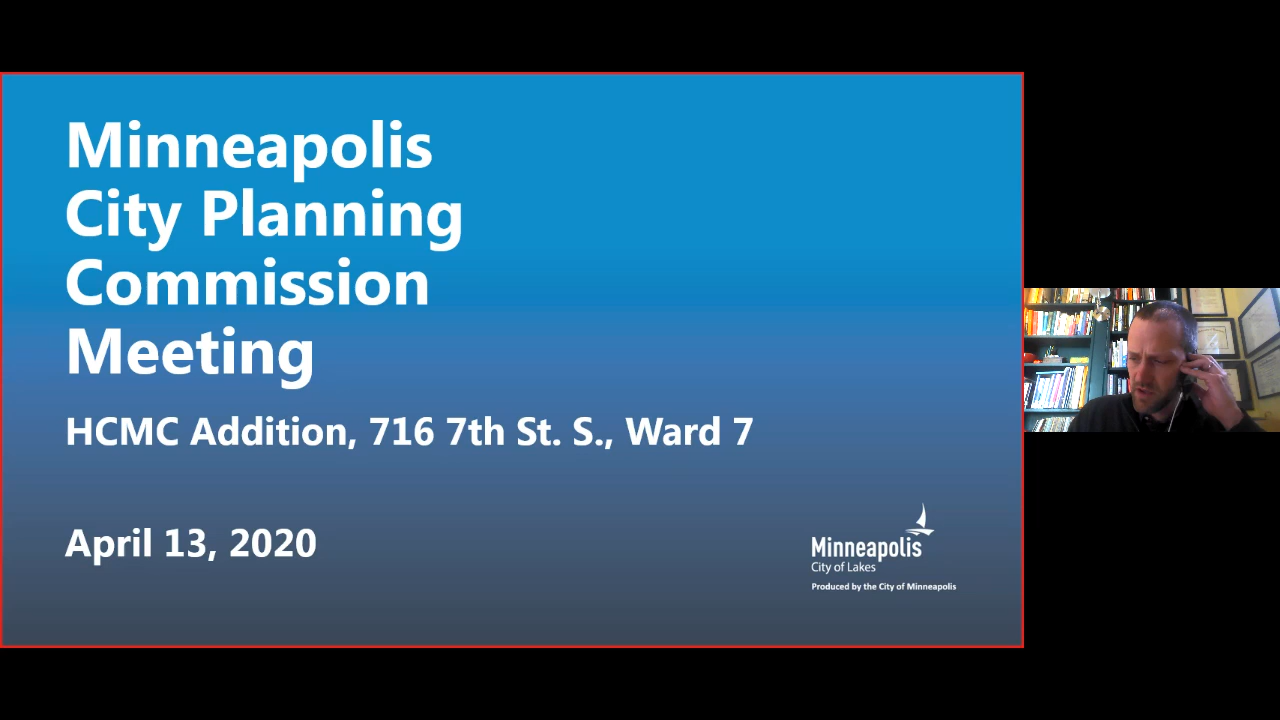 Minneapolis
City Planning
Commission
Meeting
HCMC Addition, 716 7th St. S., Ward 7
April 13, 2020
Minneapolis
City of Lakes
Produced by the City of Minneapolis